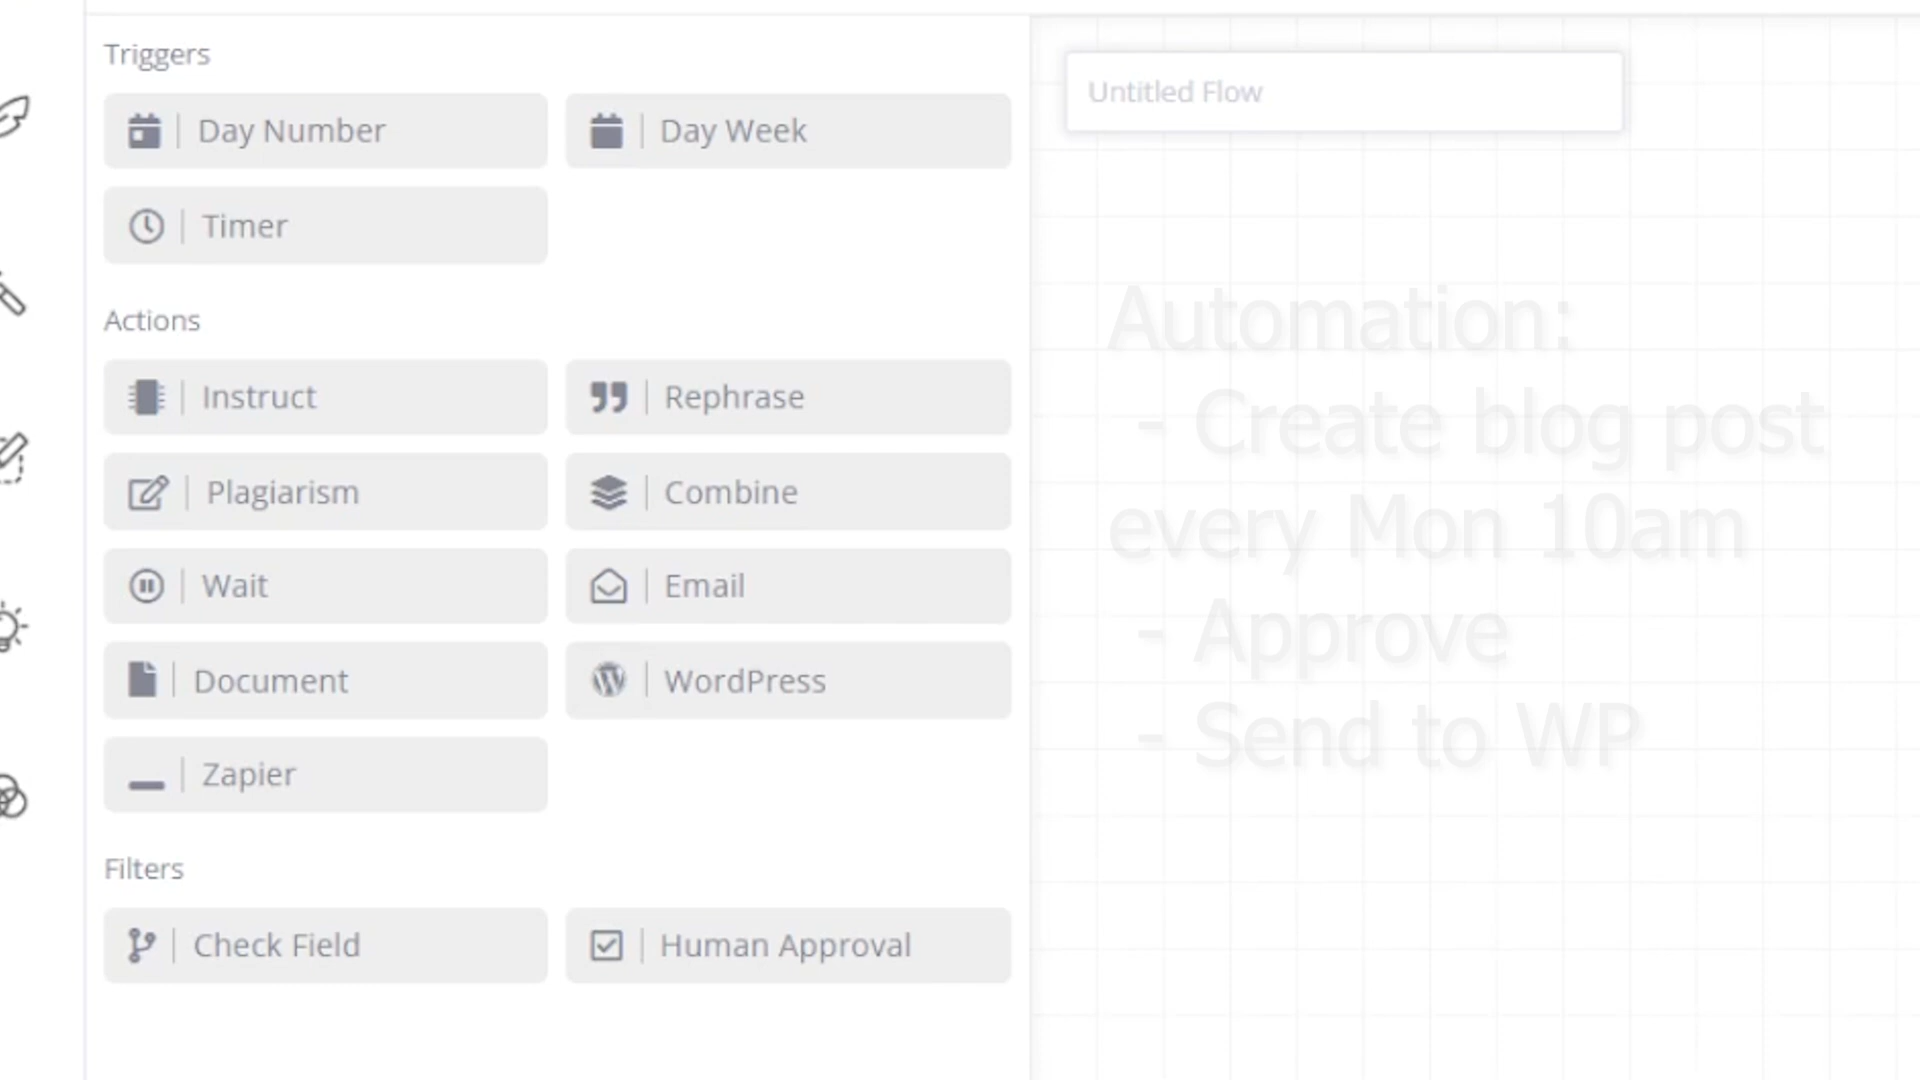 Triggers
Day Number
Day Week
Timer
Actions
Instruct
Rephrase
Plagiarism
Combine
Wait
Email
Document
WordPress
Zapier
Filters
Check Field
Human Approval
Untitled Flow
Automation:
- Create blog post
every Mon 10am
- Approve
- Send to WP